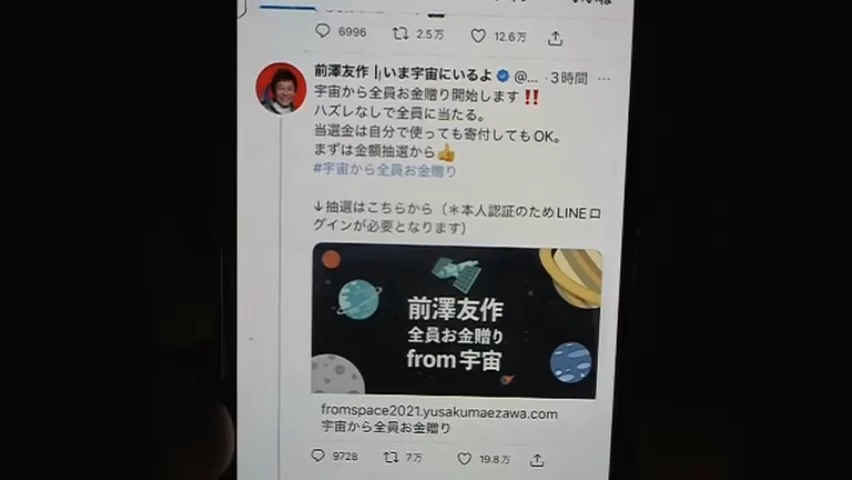 6996 2.5万 12.6万
前澤友作┃いま宇宙にいるよ @... ·3時間 ···
宇宙から全員お金贈り開始します‼️
ハズレなしで全員に当たる。
当選金は自分で使っても寄付してもOK。
まずは金額抽選から👍
#宇宙から全員お金贈り
↓抽選はこちらから（＊本人認証のためLINEロ
グインが必要となります）
前澤友作
全員お金贈り
from宇宙
fromspace2021.yusakumaezawa.com
宇宙から全員お金贈り
9728 7万 19.8万